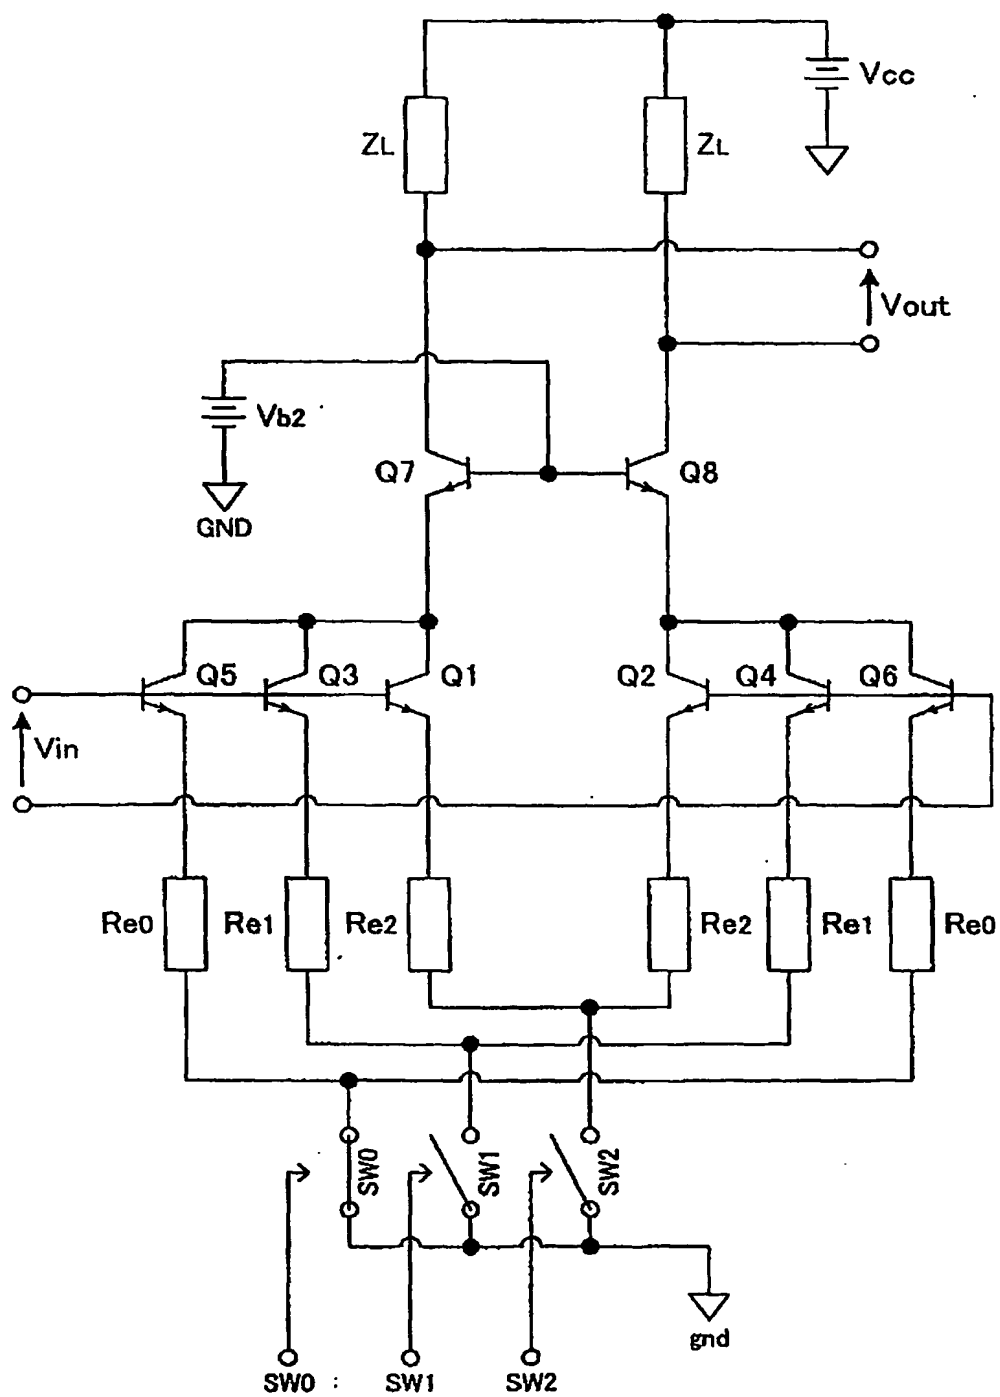 Vcc
ZL
ZL
Vout
Vb2
Q7
Q8
GND
Q5
Q3
Q1
Q2
Q4
Q6
Vin
Re0
Re1
Re2
Re2
Re1
Re0
SW0
SW1
SW2
gnd
SW0 :
SW1
SW2